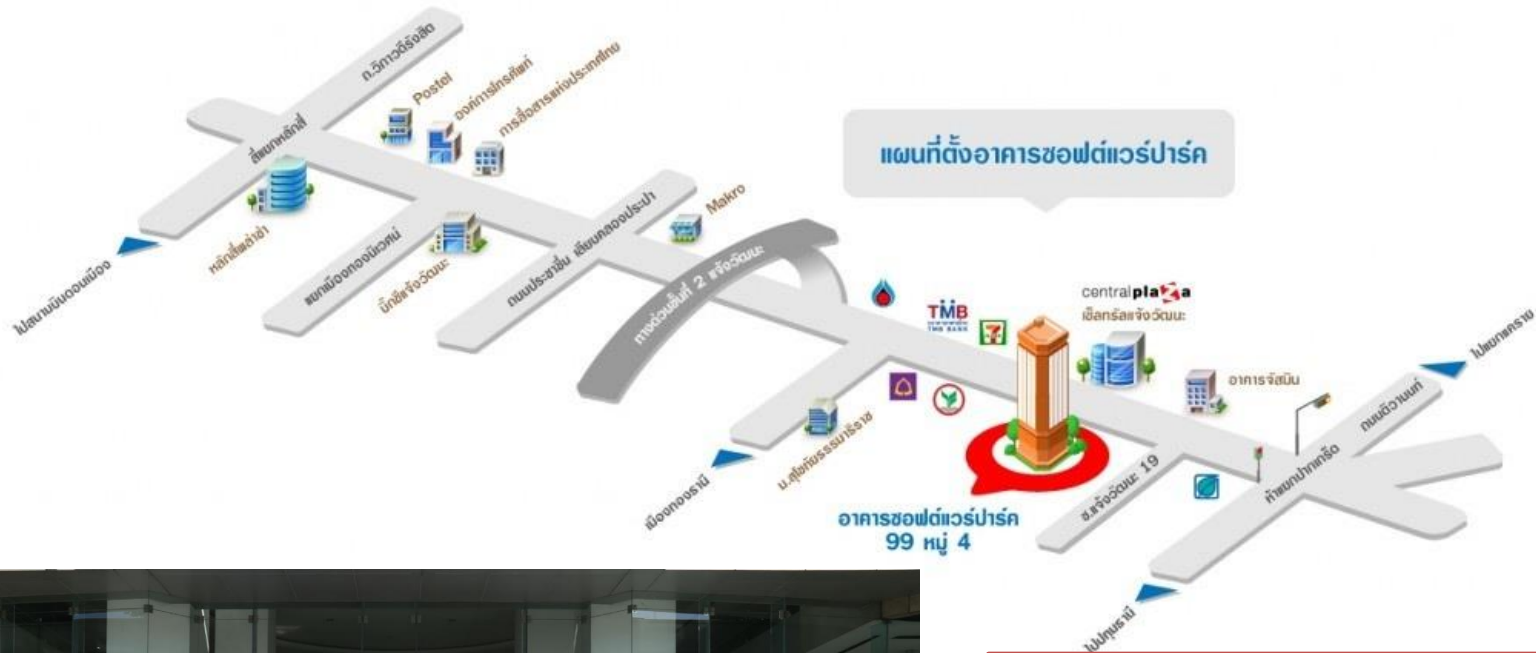 ถ.วิภาวดีรังสิต
Postel
องค์การโทรศัพท์
การสื่อสารแห่งประเทศไทย
สี่แยกหลักสี่
แผนที่ตั้งอาคารซอฟต์แวร์ปาร์ค
ถนนประชาชื่น เลียบคลองประปา
Makro
หลักสี่พลาซ่า
ไปสนามบินดอนเมือง
แยกเมืองทองนิเวศน์
บิ๊กซีแจ้งวัฒนะ
ทางด่วนขั้นที่ 2 แจ้งวัฒนะ
centralplaza
เซ็ลทรัลแจ้งวัฒนะ
TMB
TMB BANK
7
ไปแยกแคราย
อาคารจัสมิน
ถนนติวานนท์
ม.สุโขทัยธรรมาธิราช
เมืองทองธานี
ซ.แจ้งวัฒนะ 19
ห้าแยกปากเกร็ด
อาคารซอฟต์แวร์ปาร์ค
99 หมู่ 4
ไปปทุมธานี